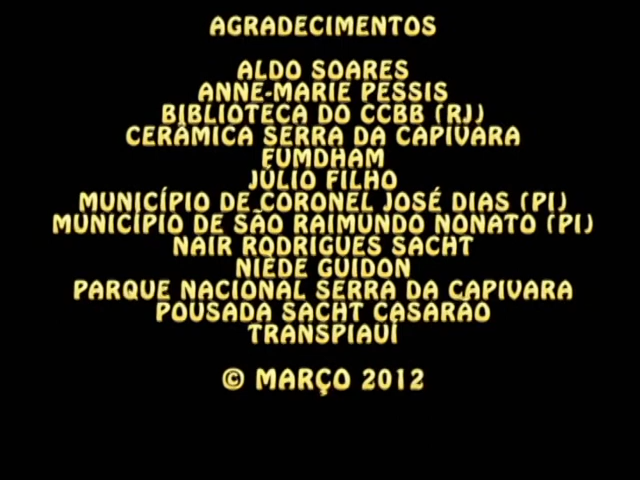 AGRADECIMENTOS
ALDO SOARES
ANNE-MARIE PESSIS
BIBLIOTECA DO CCBB (RJ)
CERÂMICA SERRA DA CAPIVARA
FUMDHAM
JÚLIO FILHO
MUNICÍPIO DE CORONEL JOSÉ DIAS (PI)
MUNICÍPIO DE SÃO RAIMUNDO NONATO (PI)
NAIR RODRIGUES SACHT
NIÈDE GUIDON
PARQUE NACIONAL SERRA DA CAPIVARA
POUSADA SACHT CASARÃO
TRANSPIAUÍ
© MARÇO 2012